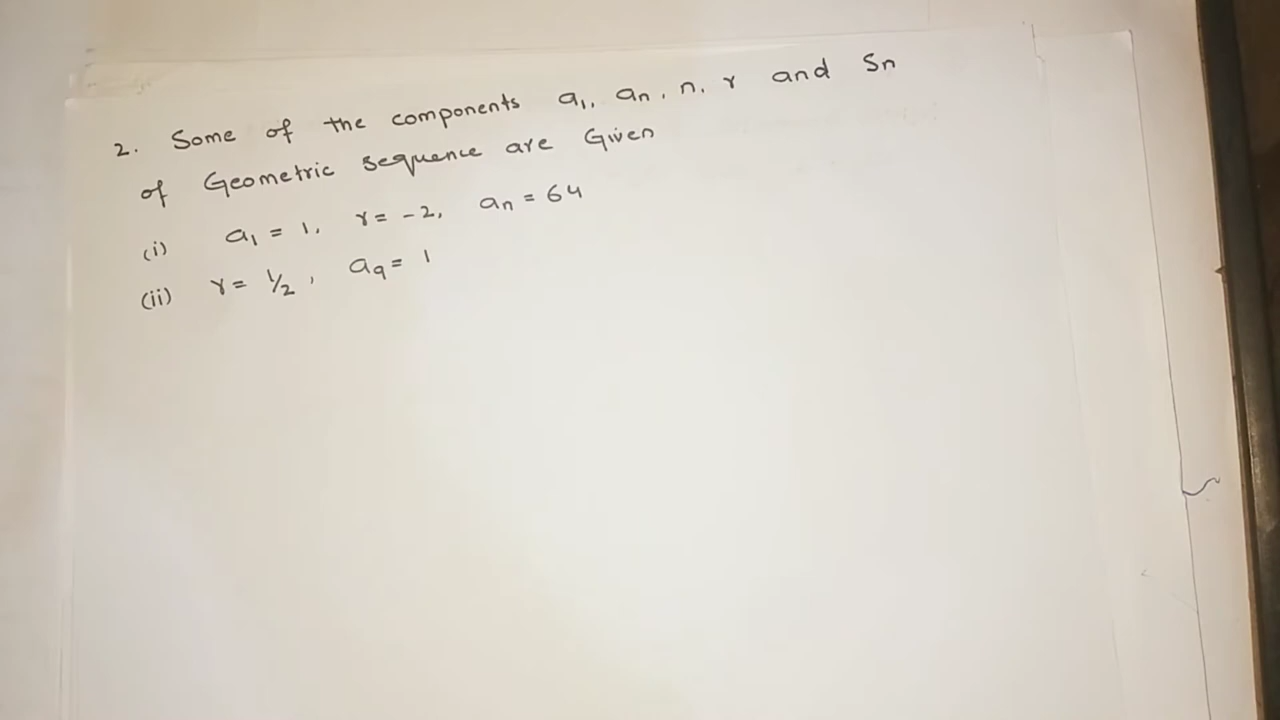 2. Some of the components a₁, aₙ, n, r and Sn
of Geometric sequence are Given
(i) a₁ = 1, r = -2, aₙ = 64
(ii) r = 1/2, a₉ = 1